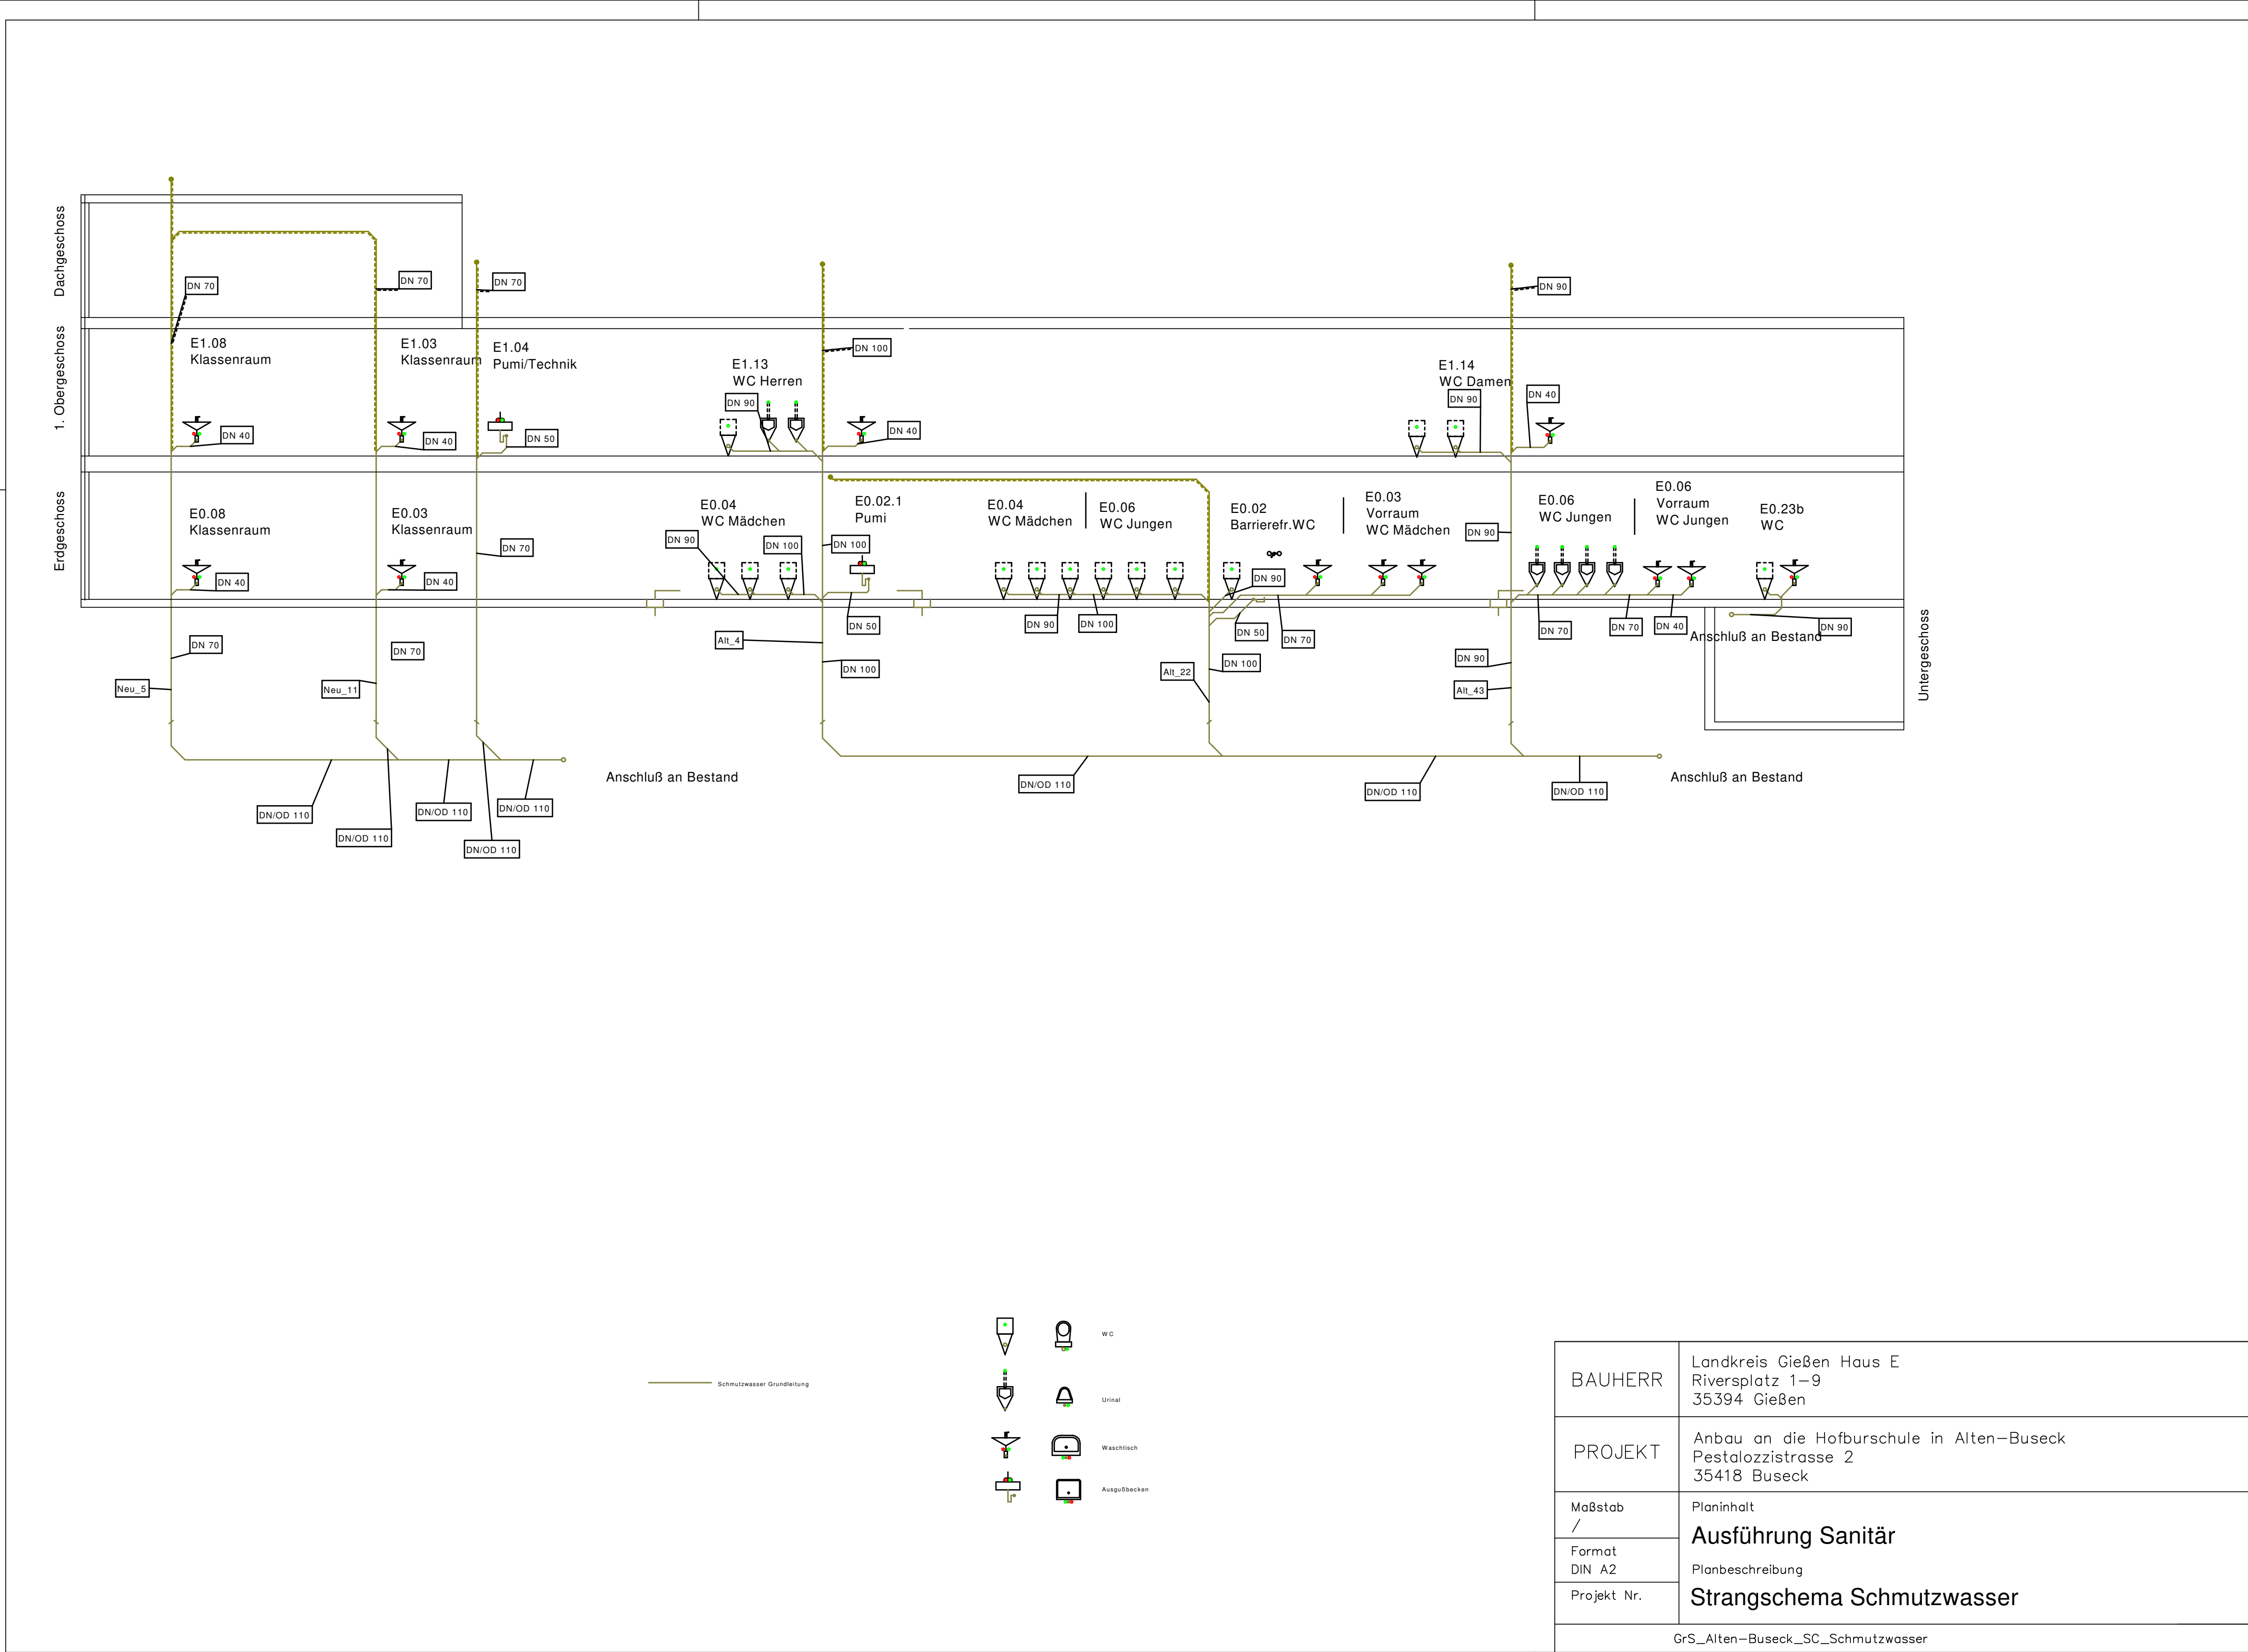 Dachgeschoss
1. Obergeschoss
Erdgeschoss
Untergeschoss
DN 70
DN 70
DN 70
DN 90
E1.08
Klassenraum
E1.03
Klassenraum
E1.04
Pumi/Technik
E1.13
WC Herren
DN 90
DN 100
E1.14
WC Damen
DN 90
DN 40
DN 40
DN 40
DN 50
DN 40
E0.08
Klassenraum
E0.03
Klassenraum
DN 70
E0.04
WC Mädchen
DN 90
DN 100
E0.02.1
Pumi
DN 100
E0.04
WC Mädchen
E0.06
WC Jungen
E0.02
Barrierefr.WC
E0.03
Vorraum
WC Mädchen
DN 90
E0.06
WC Jungen
E0.06
Vorraum
WC Jungen
E0.23b
WC
DN 40
DN 40
DN 90
DN 50
DN 90
DN 100
DN 50
DN 70
DN 70
DN 70
DN 40
Anschluß an Bestand
DN 90
DN 70
DN 70
Alt_4
DN 100
DN 100
Alt_22
DN 90
Alt_43
Neu_5
Neu_11
Anschluß an Bestand
Anschluß an Bestand
DN/OD 110
DN/OD 110
DN/OD 110
DN/OD 110
DN/OD 110
DN/OD 110
DN/OD 110
DN/OD 110
Schmutzwasser Grundleitung
WC
Urinal
Waschtisch
Ausgußbecken
BAUHERR
Landkreis Gießen Haus E
Riversplatz 1-9
35394 Gießen
PROJEKT
Anbau an die Hofburschule in Alten-Buseck
Pestalozzistrasse 2
35418 Buseck
Maßstab
/
Format
DIN A2
Projekt Nr.
Planinhalt
Ausführung Sanitär
Planbeschreibung
Strangschema Schmutzwasser
GrS_Alten-Buseck_SC_Schmutzwasser